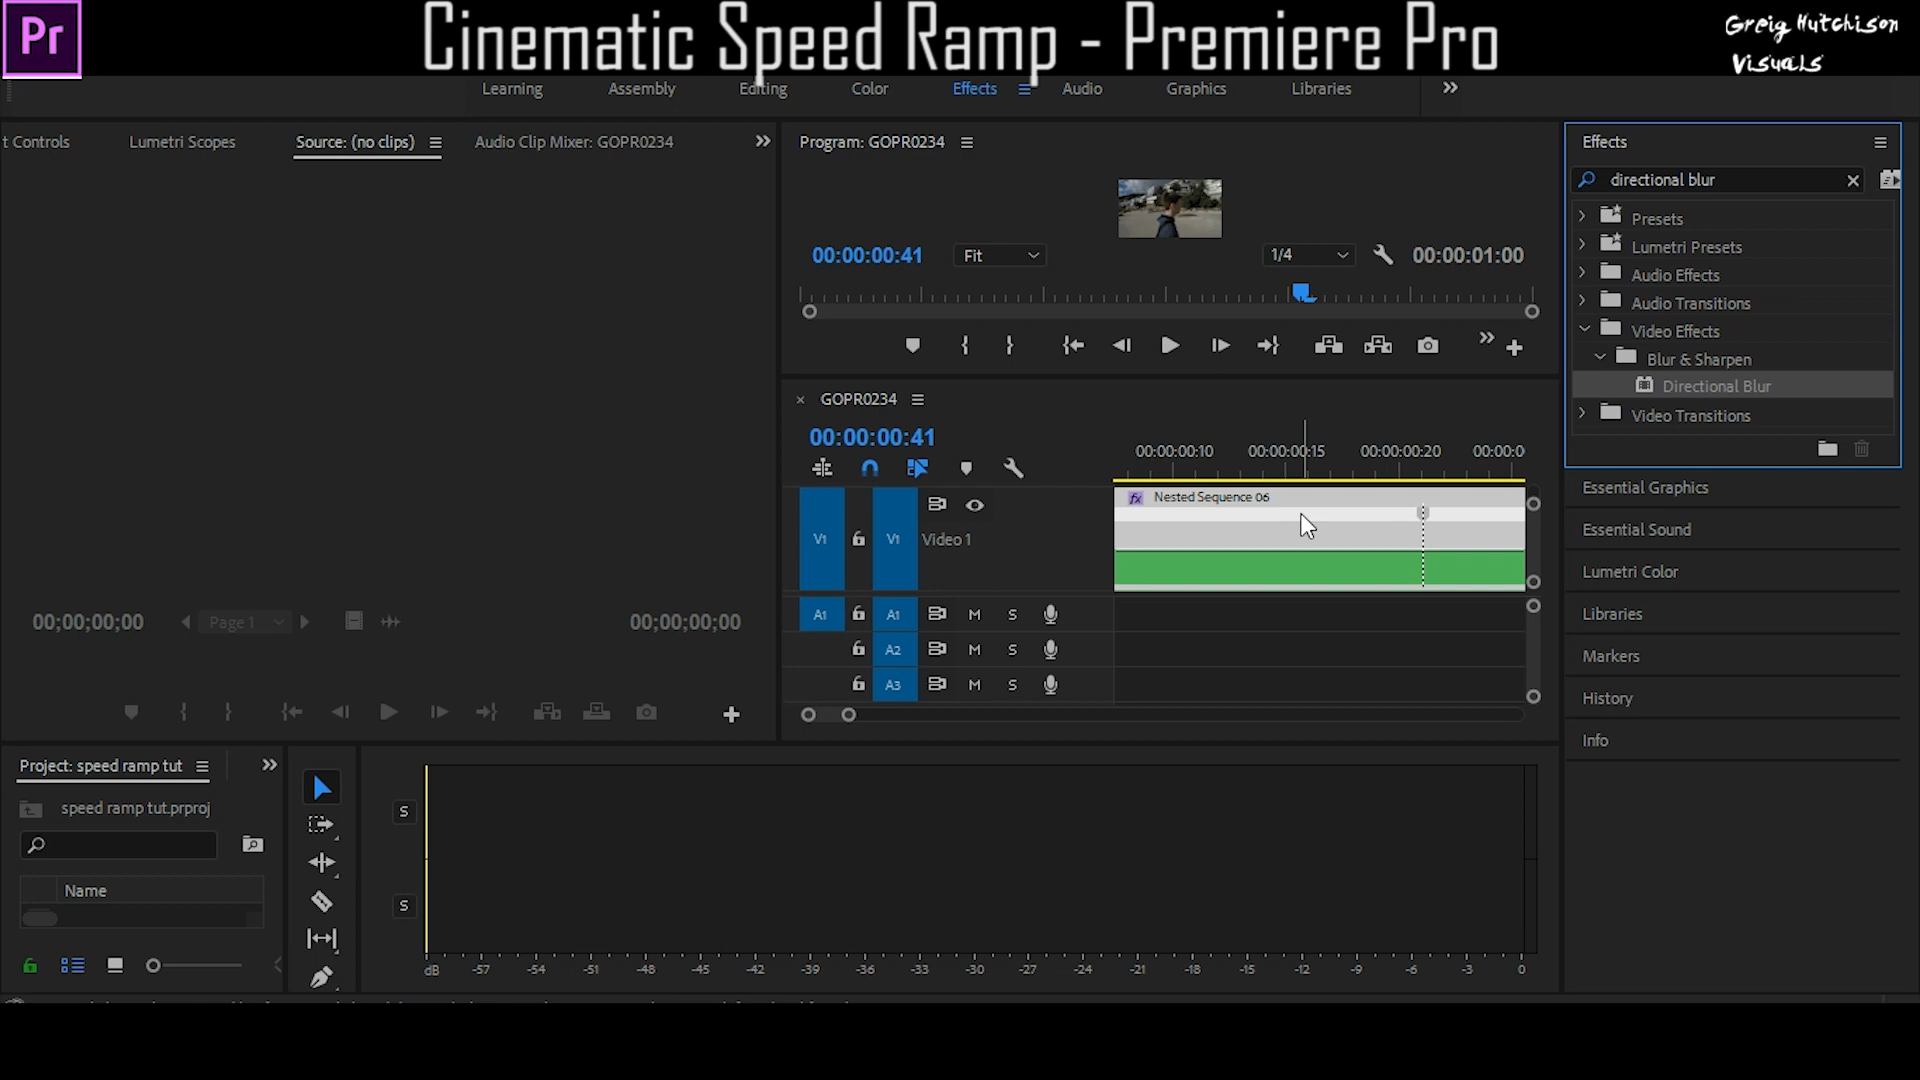 Pr
Cinematic Speed Ramp - Premiere Pro
Greig Hutchison
Visuals
Learning
Assembly
Editing
Color
Effects
Audio
Graphics
Libraries
t Controls
Lumetri Scopes
Source: (no clips)
Audio Clip Mixer: GOPR0234
Program: GOPR0234
00:00:00:41
Fit
1/4
00:00:01:00
Effects
directional blur
Presets
Lumetri Presets
Audio Effects
Audio Transitions
Video Effects
Blur & Sharpen
Directional Blur
Video Transitions
Essential Graphics
Essential Sound
Lumetri Color
Libraries
Markers
History
Info
GOPR0234
00:00:00:41
00:00:00:10
00:00:00:15
00:00:00:20
00:00:0
fx Nested Sequence 06
V1 V1 Video 1
A1 A1 M S
A2 M S
A3 M S
00;00;00;00
Page 1
00;00;00;00
Project: speed ramp tut
speed ramp tut.prproj
Name
S
S
dB -57 -54 -51 -48 -45 -42 -39 -36 -33 -30 -27 -24 -21 -18 -15 -12 -9 -6 -3 0